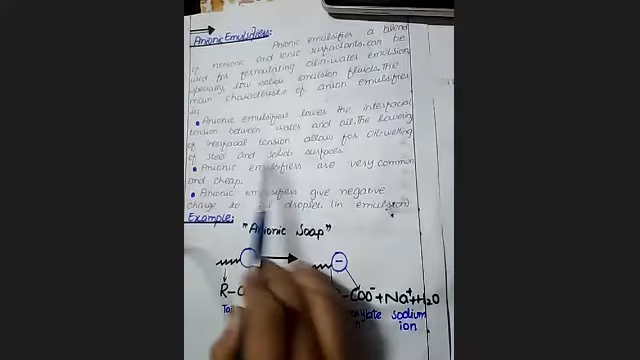 Anionic Emulsifiers:
Anionic emulsifier a blend
of nonionic and ionic surfactants.can be
used for formulating oil.in-water emulsion
specially low solids emulsion fluids.The
main characteristic of anion emulsifiers
is:
• Anionic emulsifiers lower the interfacial
tension between water and oil.The lowering
of interfacial tension allows for oil-wetting
of steel and solids surfaces.
• Anionic emulsifiers are very common
and cheap.
• Anionic emulsifiers give negative
charge to droplet (in emulsion)
Example:
"Anionic Soap"
R-C COO⁻+Na⁺+H₂O
sodium
ion